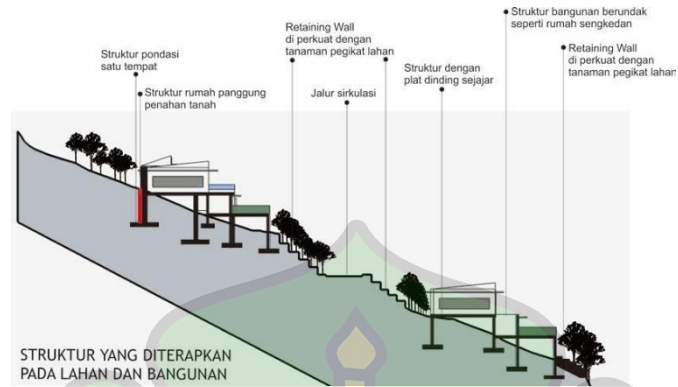 Struktur bangunan berundak
seperti rumah sengkedan
Retaining Wall
di perkuat dengan
tanaman pegikat lahan
Retaining Wall
di perkuat dengan
tanaman pegikat lahan
Struktur pondasi
satu tempat
Struktur dengan
plat dinding sejajar
Struktur rumah panggung
penahan tanah
Jalur sirkulasi
STRUKTUR YANG DITERAPKAN
PADA LAHAN DAN BANGUNAN